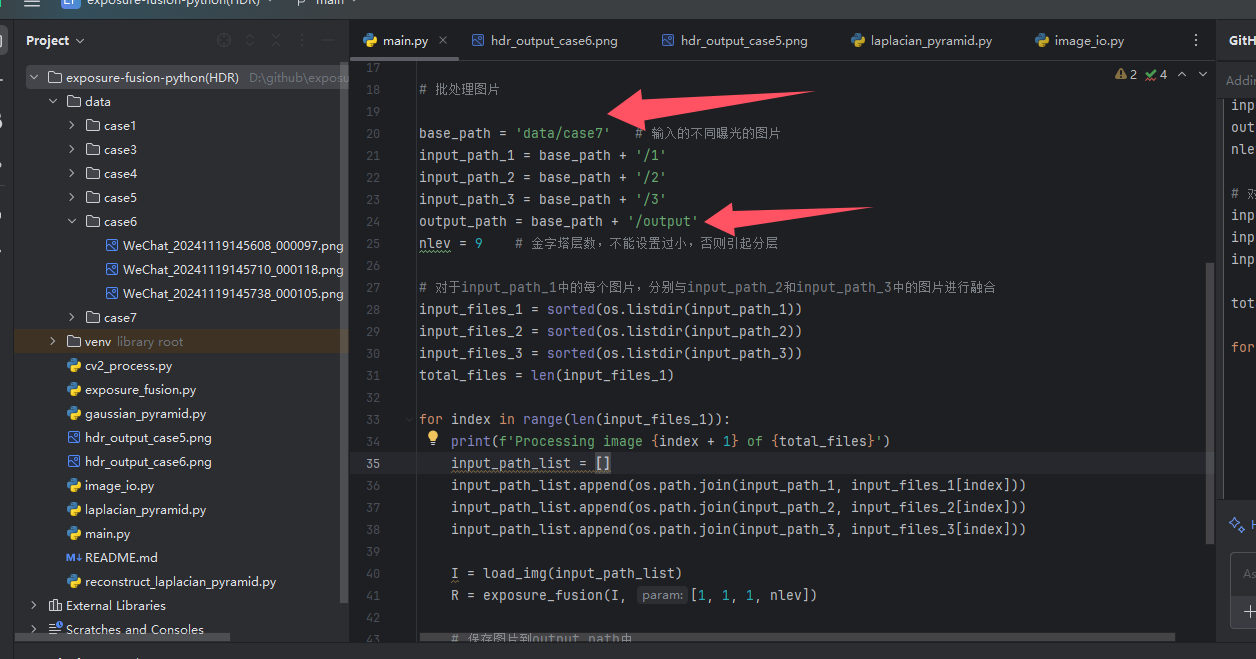 exposure-fusion-python(HDR)
main
Project
main.py
hdr_output_case6.png
hdr_output_case5.png
laplacian_pyramid.py
image_io.py
GitH
exposure-fusion-python(HDR) D:\github\exposu
data
case1
case3
case4
case5
case6
WeChat_20241119145608_000097.png
WeChat_20241119145710_000118.png
WeChat_20241119145738_000105.png
case7
venv library root
cv2_process.py
exposure_fusion.py
gaussian_pyramid.py
hdr_output_case5.png
hdr_output_case6.png
image_io.py
laplacian_pyramid.py
main.py
M↓ README.md
reconstruct_laplacian_pyramid.py
External Libraries
Scratches and Consoles
2 4
17
18 # 批处理图片
19
20 base_path = 'data/case7' # 输入的不同曝光的图片
21 input_path_1 = base_path + '/1'
22 input_path_2 = base_path + '/2'
23 input_path_3 = base_path + '/3'
24 output_path = base_path + '/output'
25 nlev = 9 # 金字塔层数，不能设置过小，否则引起分层
26
27 # 对于input_path_1中的每个图片，分别与input_path_2和input_path_3中的图片进行融合
28 input_files_1 = sorted(os.listdir(input_path_1))
29 input_files_2 = sorted(os.listdir(input_path_2))
30 input_files_3 = sorted(os.listdir(input_path_3))
31 total_files = len(input_files_1)
32
33 for index in range(len(input_files_1)):
34 print(f'Processing image {index + 1} of {total_files}')
35 input_path_list = []
36 input_path_list.append(os.path.join(input_path_1, input_files_1[index]))
37 input_path_list.append(os.path.join(input_path_2, input_files_2[index]))
38 input_path_list.append(os.path.join(input_path_3, input_files_3[index]))
39
40 I = load_img(input_path_list)
41 R = exposure_fusion(I, param: [1, 1, 1, nlev])
42
43 # 保存图片到output_path中
Addin
inp
out
nle
# 对
inp
inp
inp
tot
for
H
As